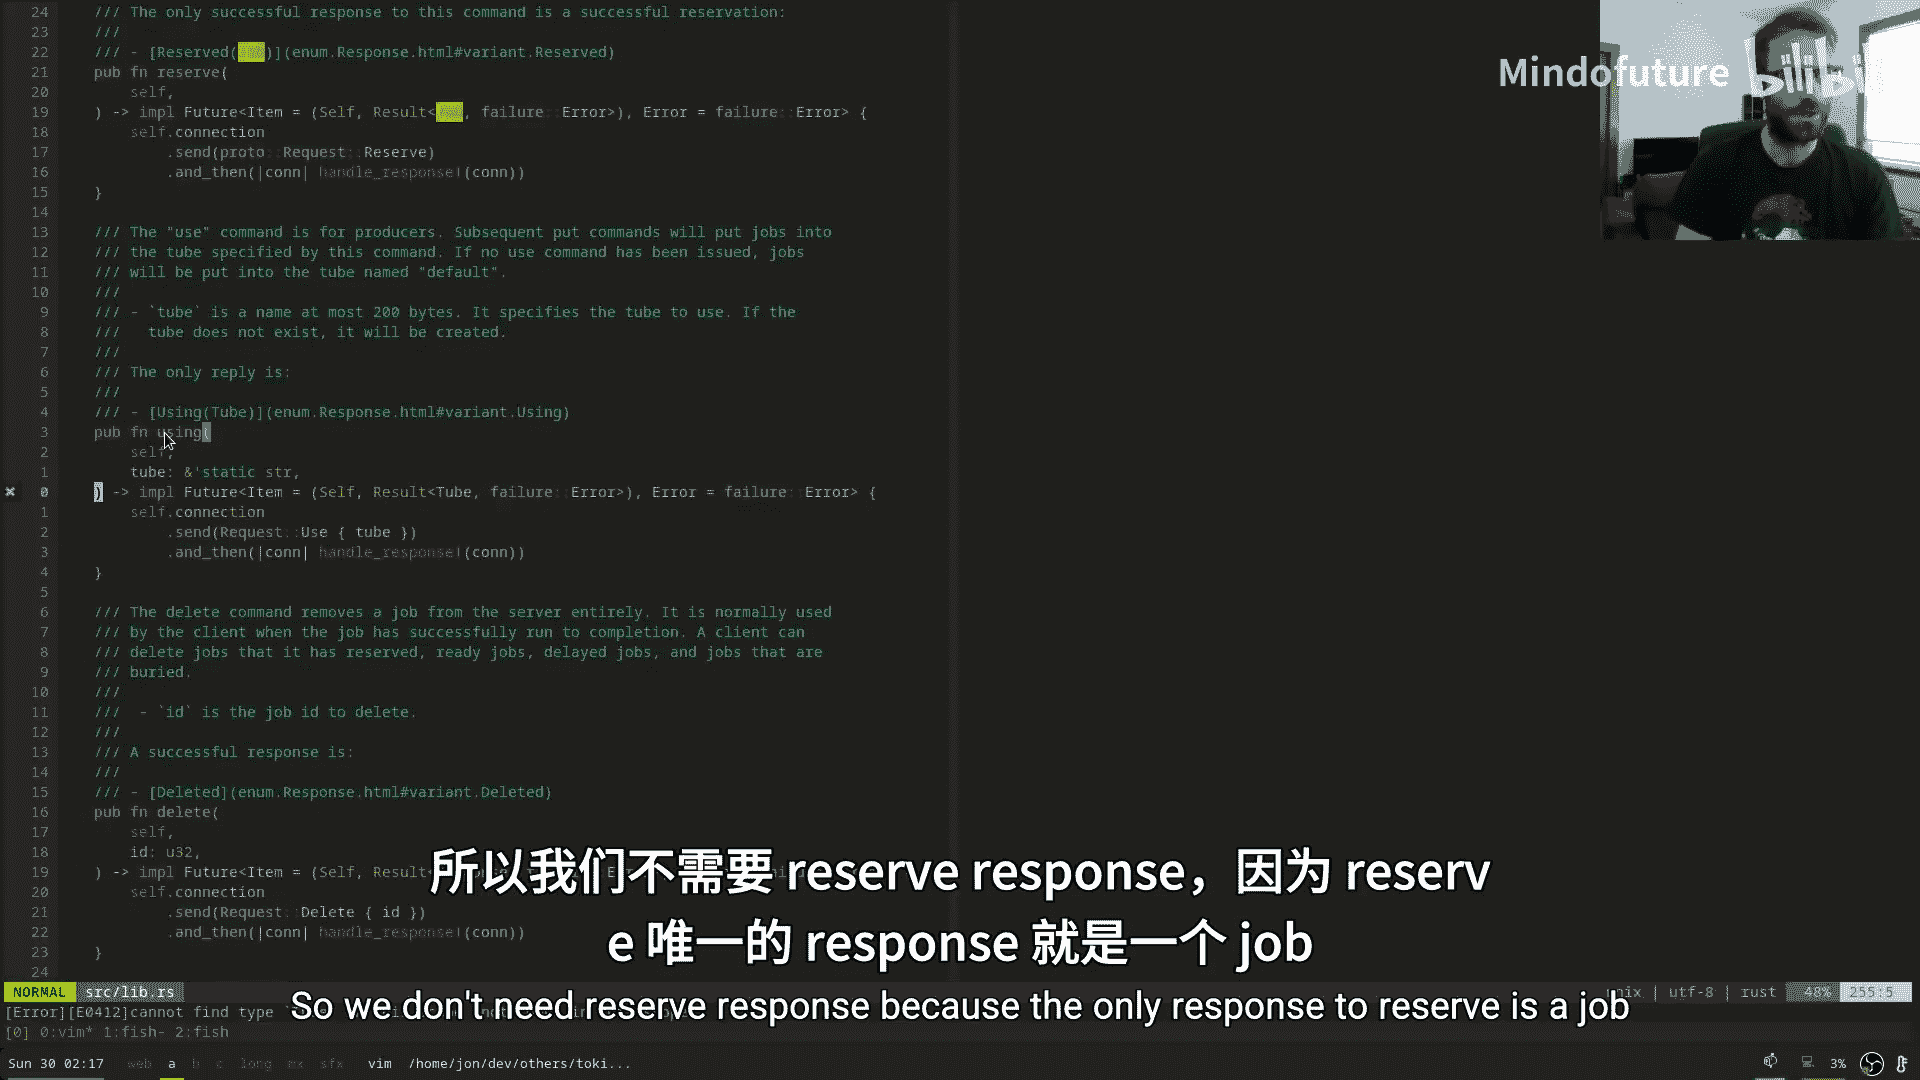 24 /// The only successful response to this command is a successful reservation:
23 ///
22 /// - [Reserved( )](enum.Response.html#variant.Reserved)
21 pub fn reserve(
20 self,
19 ) -> impl Future<Item = (Self, Result< , failure::Error>), Error = failure::Error> {
18 self.connection
17 .send(proto::Request::Reserve)
16 .and_then(|conn| handle_response!(conn))
15 }
14
13 /// The "use" command is for producers. Subsequent put commands will put jobs into
12 /// the tube specified by this command. If no use command has been issued, jobs
11 /// will be put into the tube named "default".
10 ///
9 /// - `tube` is a name at most 200 bytes. It specifies the tube to use. If the
8 /// tube does not exist, it will be created.
7 ///
6 /// The only reply is:
5 ///
4 /// - [Using(Tube)](enum.Response.html#variant.Using)
3 pub fn using(
2 self,
1 tube: &'static str,
0 ) -> impl Future<Item = (Self, Result<Tube, failure::Error>), Error = failure::Error> {
1 self.connection
2 .send(Request::Use { tube })
3 .and_then(|conn| handle_response!(conn))
4 }
5
6 /// The delete command removes a job from the server entirely. It is normally used
7 /// by the client when the job has successfully run to completion. A client can
8 /// delete jobs that it has reserved, ready jobs, delayed jobs, and jobs that are
9 /// buried.
10 ///
11 /// - `id` is the job id to delete.
12 ///
13 /// A successful response is:
14 ///
15 /// - [Deleted](enum.Response.html#variant.Deleted)
16 pub fn delete(
17 self,
18 id: u32,
19 ) -> impl Future<Item = (Self, Result<
20 self.connection
21 .send(Request::Delete { id })
22 .and_then(|conn| handle_response!(conn))
23 }
24
Mindofuture bilibili
所以我们不需要 reserve response，因为 reserv
e 唯一的 response 就是一个 job
So we don't need reserve response because the only response to reserve is a job
NORMAL src/lib.rs unix | utf-8 | rust 48% 255:5
[Error][E0412]cannot find type `
[0] 0:vim* 1:fish- 2:fish
Sun 30 02:17 web a b c long mx sfx vim /home/jon/dev/others/toki... 3%